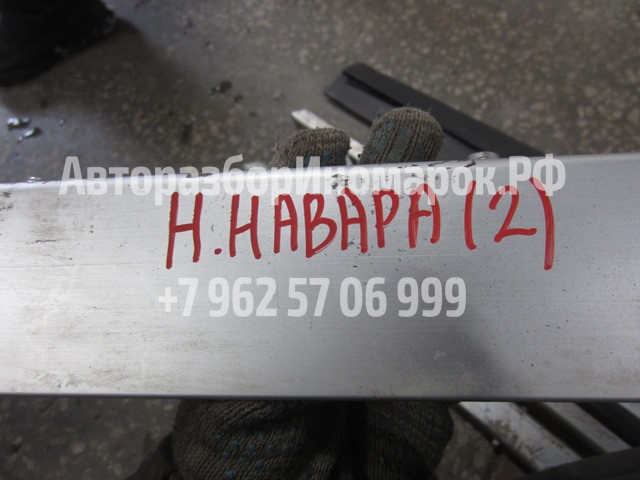 АвторазборИномарок.РФ
Н.НАВАРА(2)
+7 962 57 06 999